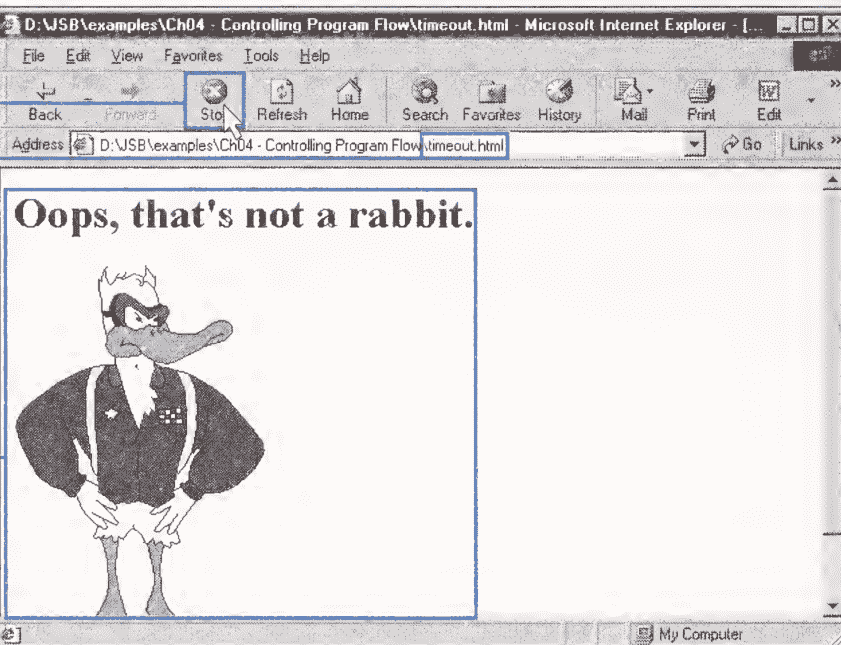 D:\JSB\examples\Ch04 - Controlling Program Flow\timeout.html - Microsoft Internet Explorer - [...
File Edit View Favorites Tools Help
Back Forward Stop Refresh Home Search Favorites History Mail Print Edit
Address D:\JSB\examples\Ch04 - Controlling Program Flow\timeout.html Go Links
Oops, that's not a rabbit.
My Computer